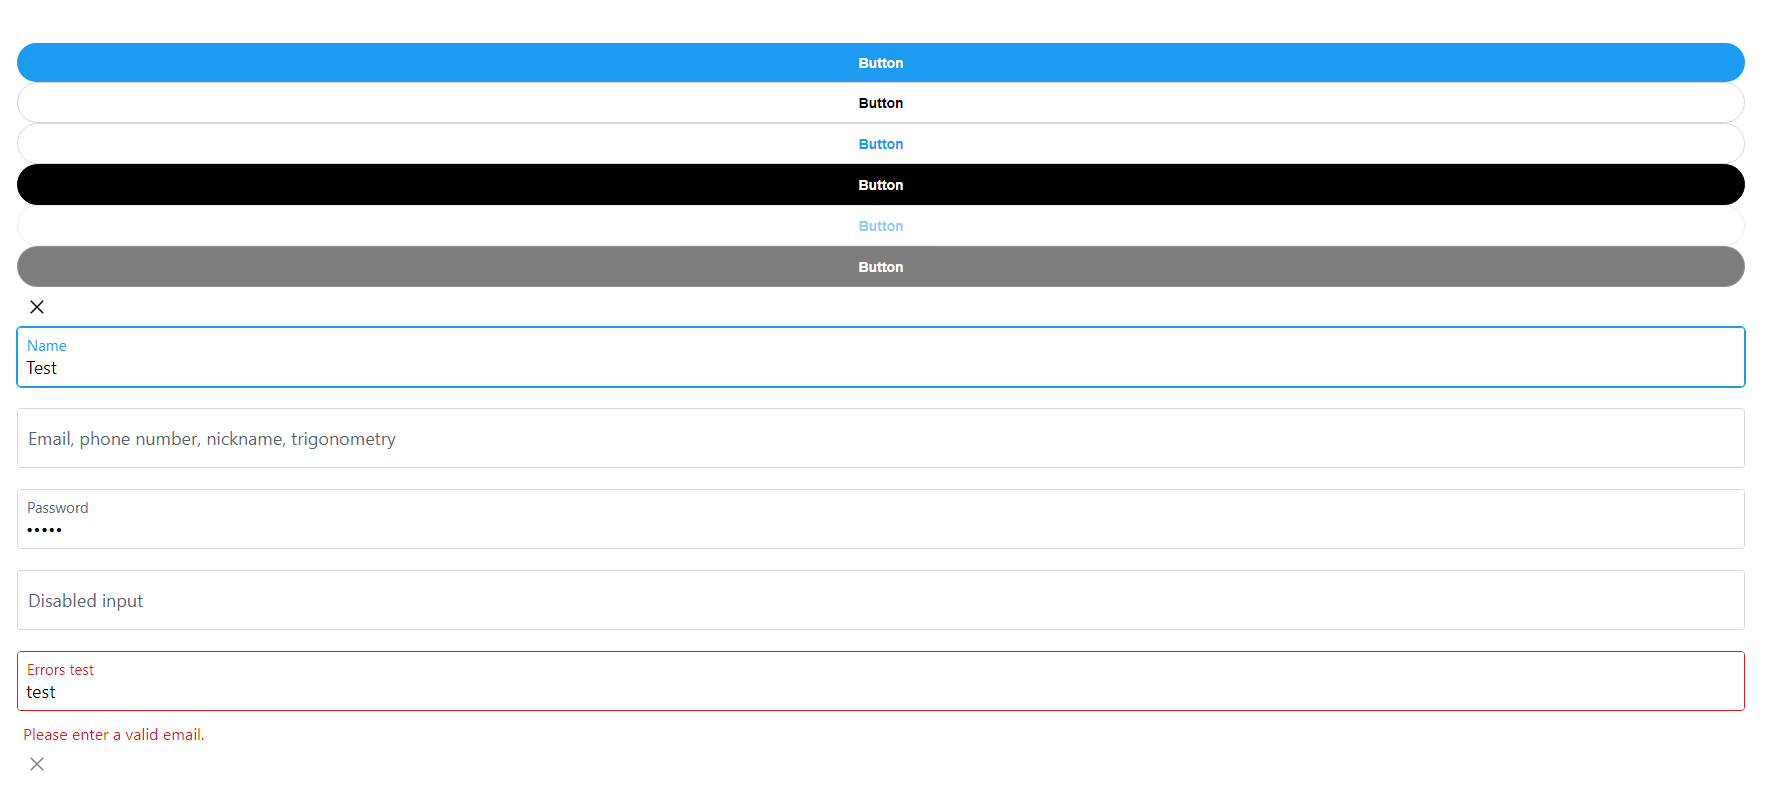 Button
Button
Button
Button
Button
Button
Name
Test
Email, phone number, nickname, trigonometry
Password
•••••
Disabled input
Errors test
test
Please enter a valid email.